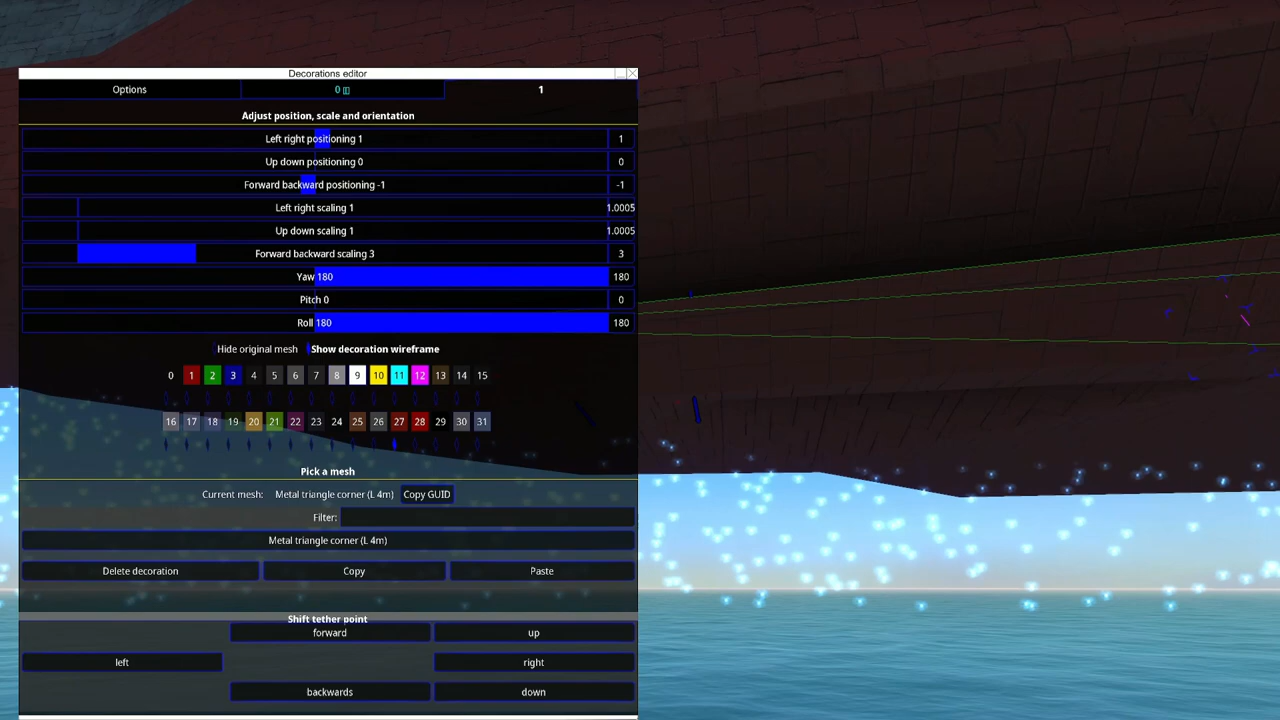 Decorations editor
Options 0 1
Adjust position, scale and orientation
Left right positioning 1 1
Up down positioning 0 0
Forward backward positioning -1 -1
Left right scaling 1 1.0005
Up down scaling 1 1.0005
Forward backward scaling 3 3
Yaw 180 180
Pitch 0 0
Roll 180 180
Hide original mesh Show decoration wireframe
0 1 2 3 4 5 6 7 8 9 10 11 12 13 14 15
16 17 18 19 20 21 22 23 24 25 26 27 28 29 30 31
Pick a mesh
Current mesh: Metal triangle corner (L 4m) Copy GUID
Filter:
Metal triangle corner (L 4m)
Delete decoration Copy Paste
Shift tether point
forward up
left right
backwards down